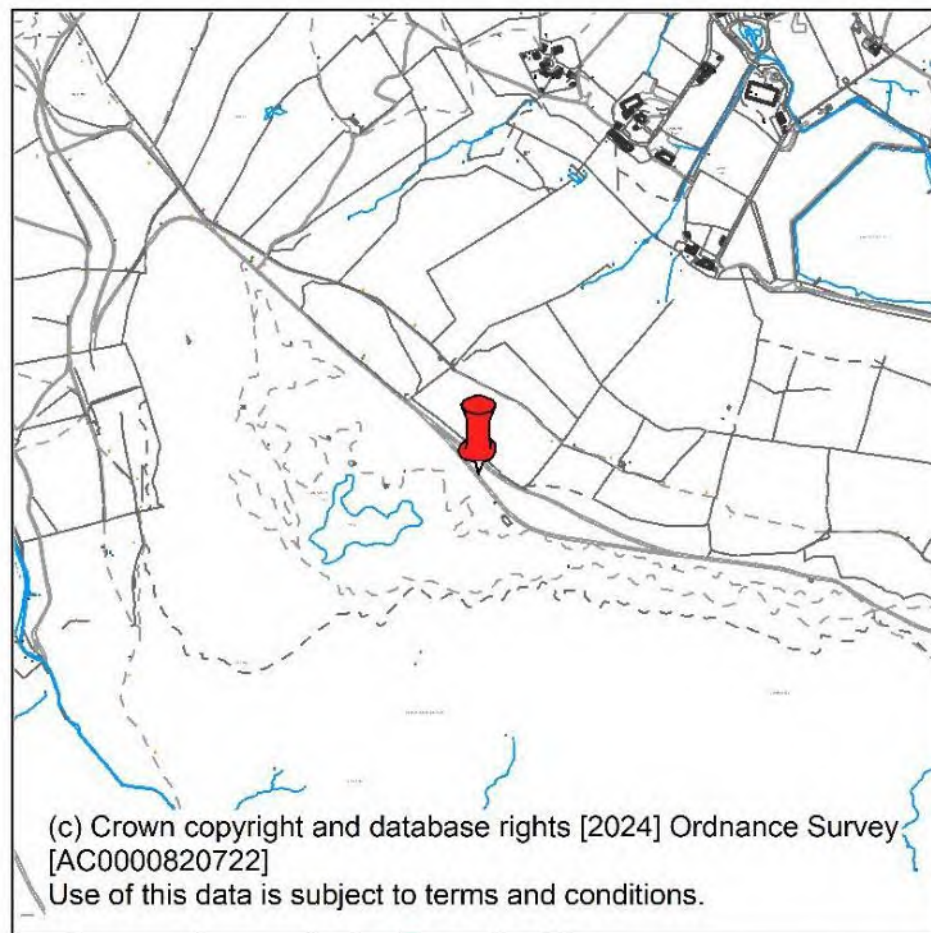 (c) Crown copyright and database rights [2024] Ordnance Survey
[AC0000820722]
Use of this data is subject to terms and conditions.